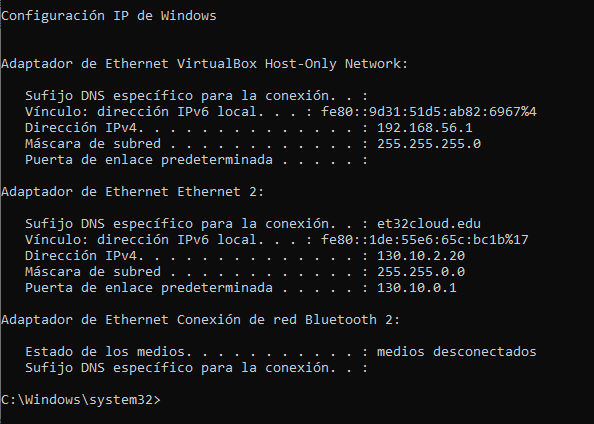 Configuración IP de Windows
Adaptador de Ethernet VirtualBox Host-Only Network:
Sufijo DNS específico para la conexión. . :
Vínculo: dirección IPv6 local. . . : fe80::9d31:51d5:ab82:6967%4
Dirección IPv4. . . . . . . . . . . . . . : 192.168.56.1
Máscara de subred . . . . . . . . . . . . : 255.255.255.0
Puerta de enlace predeterminada . . . . . :
Adaptador de Ethernet Ethernet 2:
Sufijo DNS específico para la conexión. . : et32cloud.edu
Vínculo: dirección IPv6 local. . . : fe80::1de:55e6:65c:bc1b%17
Dirección IPv4. . . . . . . . . . . . . . : 130.10.2.20
Máscara de subred . . . . . . . . . . . . : 255.255.0.0
Puerta de enlace predeterminada . . . . . : 130.10.0.1
Adaptador de Ethernet Conexión de red Bluetooth 2:
Estado de los medios. . . . . . . . . . . : medios desconectados
Sufijo DNS específico para la conexión. . :
C:\Windows\system32>